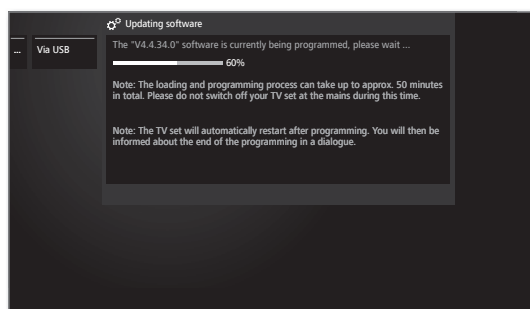 Updating software
... Via USB
The "V4.4.34.0" software is currently being programmed, please wait ...
60%
Note: The loading and programming process can take up to approx. 50 minutes
in total. Please do not switch off your TV set at the mains during this time.
Note: The TV set will automatically restart after programming. You will then be
informed about the end of the programming in a dialogue.